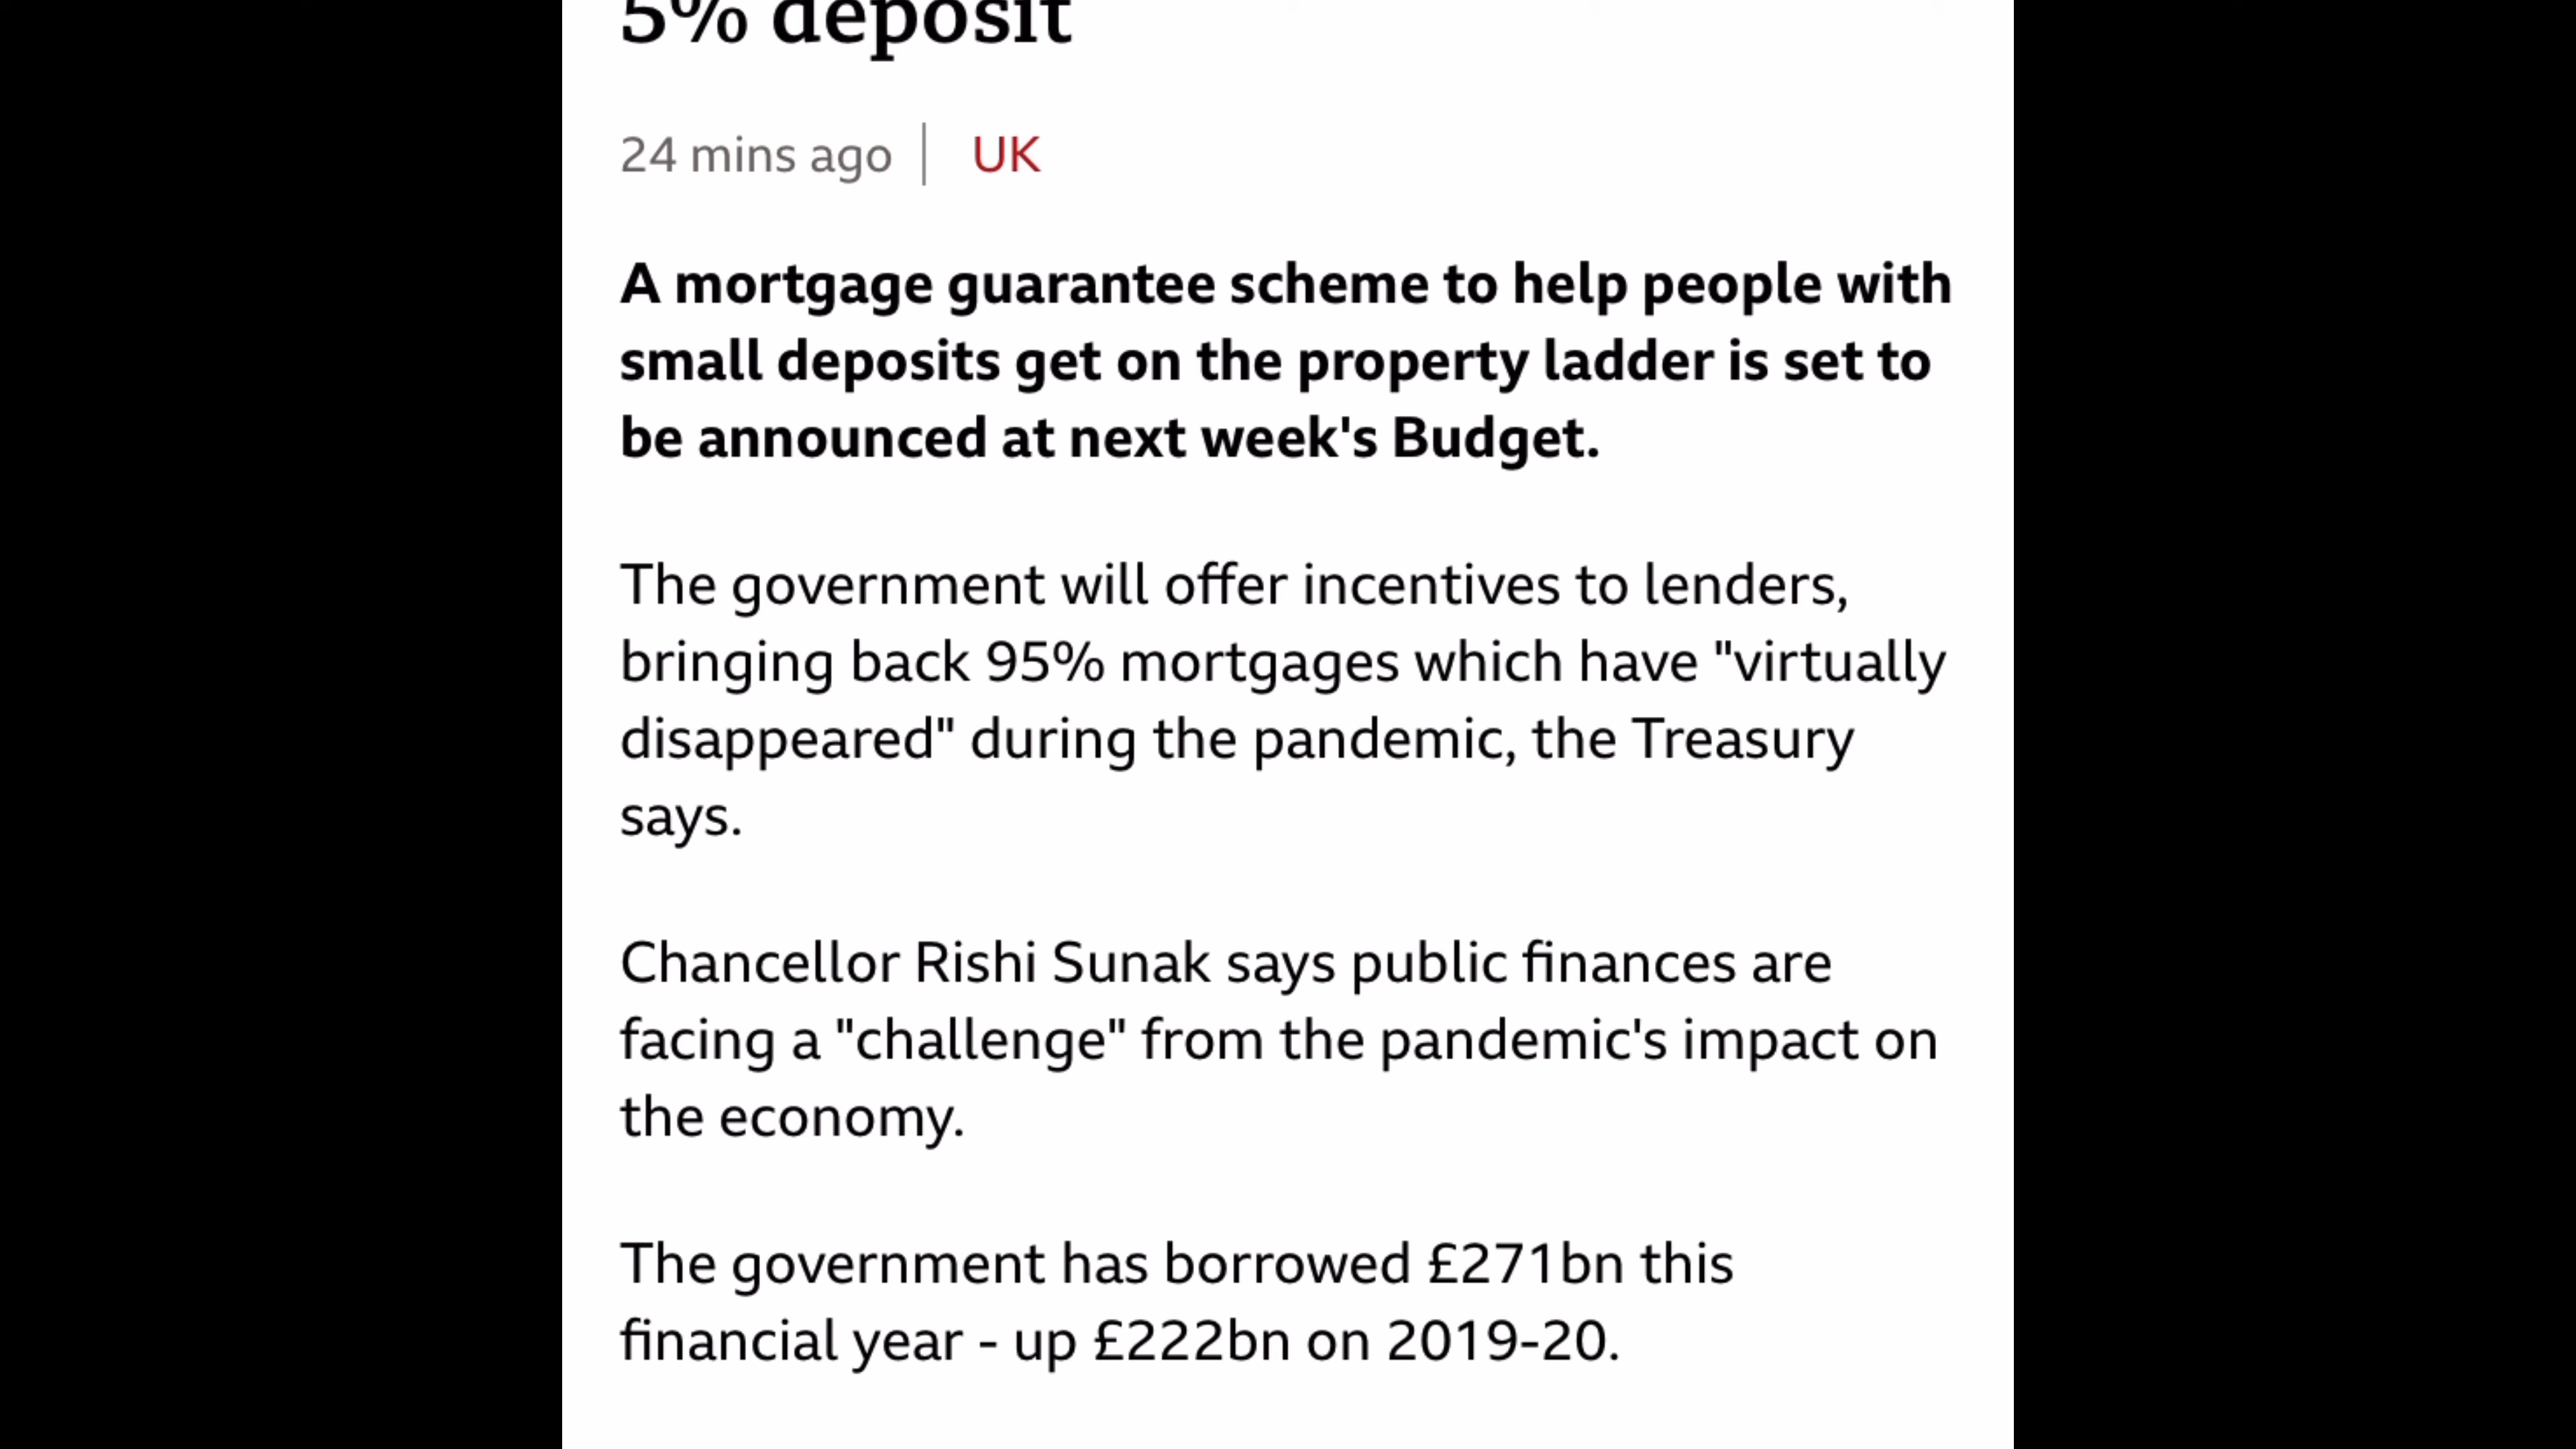 5% deposit
24 mins ago | UK
A mortgage guarantee scheme to help people with
small deposits get on the property ladder is set to
be announced at next week's Budget.
The government will offer incentives to lenders,
bringing back 95% mortgages which have "virtually
disappeared" during the pandemic, the Treasury
says.
Chancellor Rishi Sunak says public finances are
facing a "challenge" from the pandemic's impact on
the economy.
The government has borrowed £271bn this
financial year - up £222bn on 2019-20.